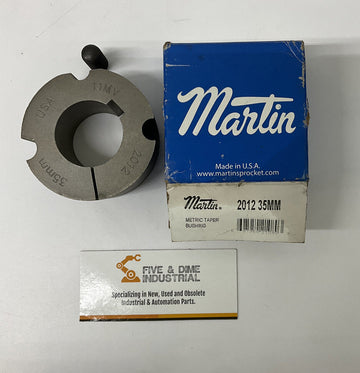 USA
11MV
2012
35mm
Martin
Made in U.S.A.
www.martinsprocket.com
Martin 2012 35MM
METRIC TAPER
BUSHING
FIVE & DIME
INDUSTRIAL
Specializing in New, Used and Obsolete
Industrial & Automation Parts.